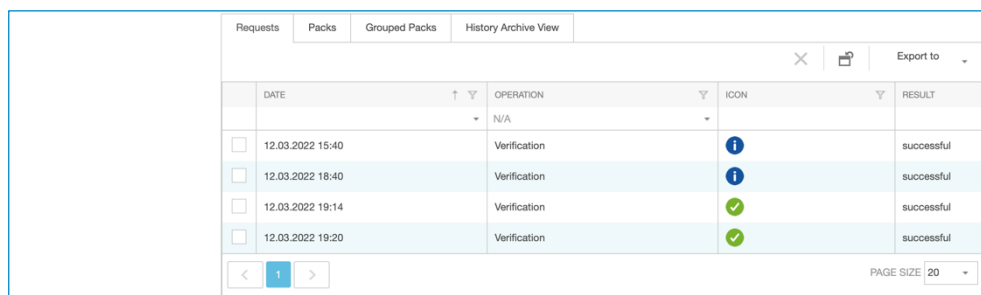 Requests Packs Grouped Packs History Archive View
Export to
DATE OPERATION ICON RESULT
N/A
12.03.2022 15:40 Verification successful
12.03.2022 18:40 Verification successful
12.03.2022 19:14 Verification successful
12.03.2022 19:20 Verification successful
1 PAGE SIZE 20